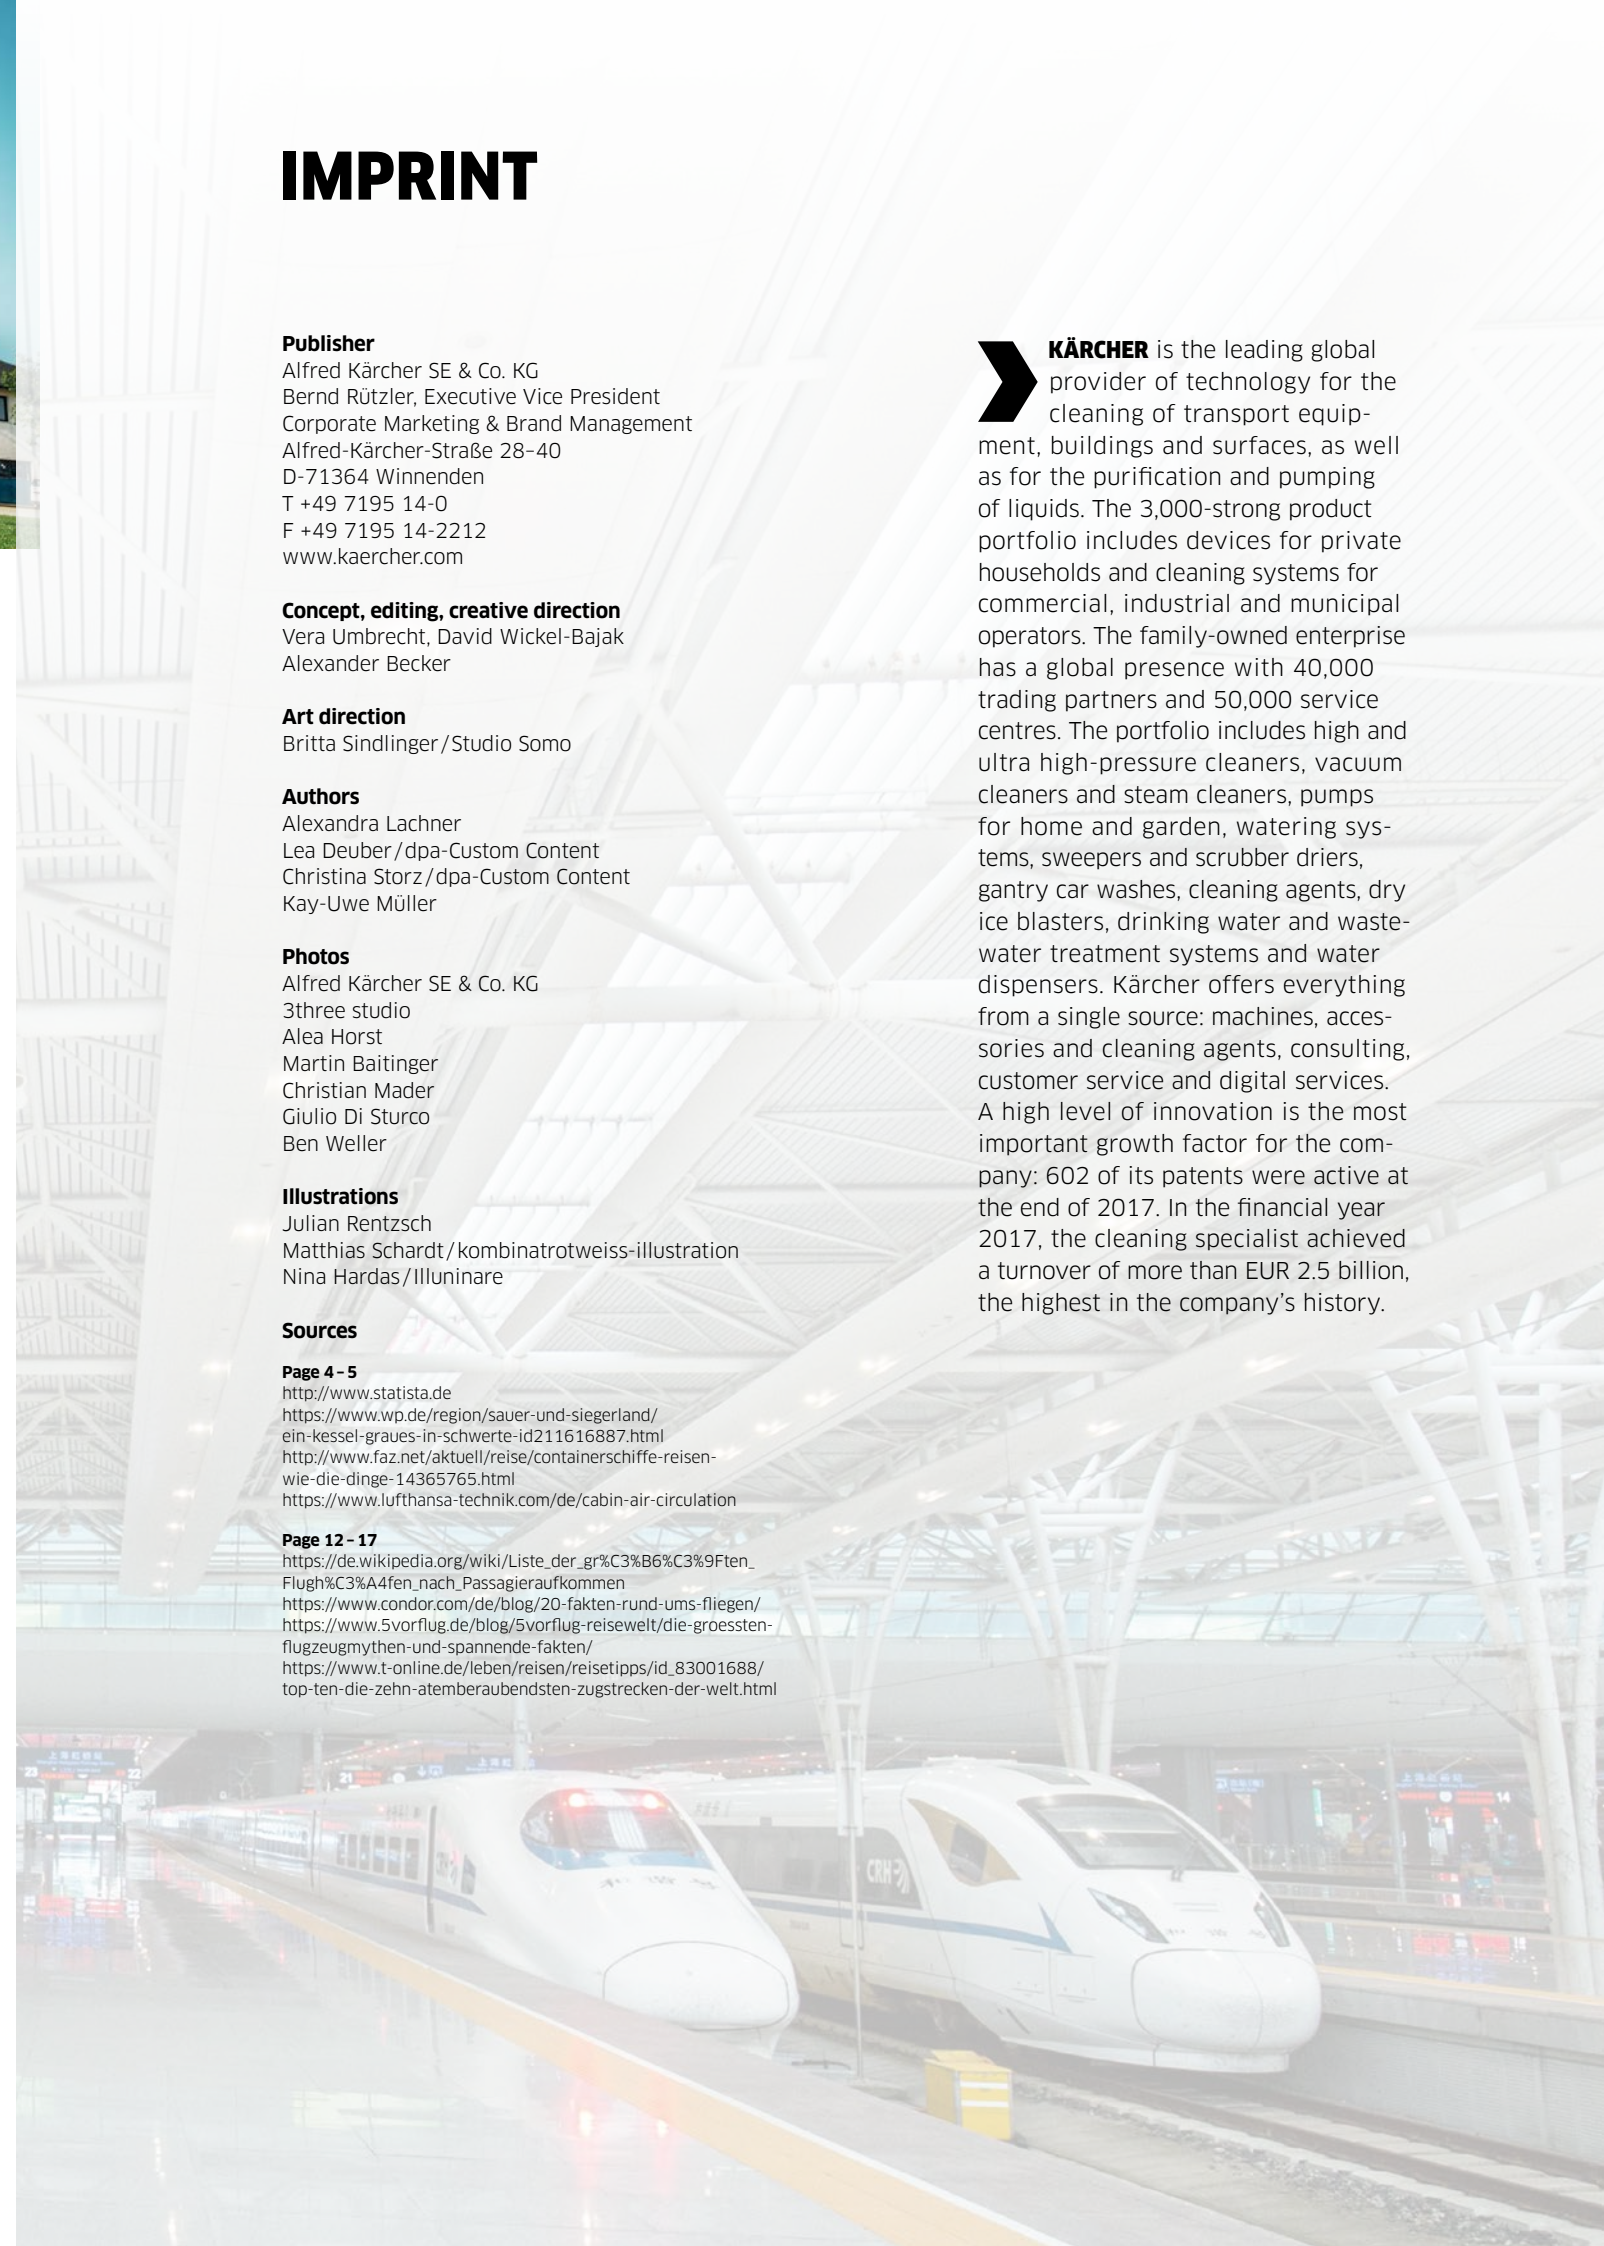 IMPRINT
Publisher
Alfred Kärcher SE & Co. KG
Bernd Rützler, Executive Vice President
Corporate Marketing & Brand Management
Alfred-Kärcher-Straße 28–40
D-71364 Winnenden
T +49 7195 14-0
F +49 7195 14-2212
www.kaercher.com
Concept, editing, creative direction
Vera Umbrecht, David Wickel-Bajak
Alexander Becker
Art direction
Britta Sindlinger/Studio Somo
Authors
Alexandra Lachner
Lea Deuber/dpa-Custom Content
Christina Storz/dpa-Custom Content
Kay-Uwe Müller
Photos
Alfred Kärcher SE & Co. KG
3three studio
Alea Horst
Martin Baitinger
Christian Mader
Giulio Di Sturco
Ben Weller
Illustrations
Julian Rentzsch
Matthias Schardt/kombinatrotweiss-illustration
Nina Hardas/Illuninare
Sources
Page 4–5
http://www.statista.de
https://www.wp.de/region/sauer-und-siegerland/
ein-kessel-graues-in-schwerte-id211616887.html
http://www.faz.net/aktuell/reise/containerschiffe-reisen-
wie-die-dinge-14365765.html
https://www.lufthansa-technik.com/de/cabin-air-circulation
Page 12–17
https://de.wikipedia.org/wiki/Liste_der_gr%C3%B6%C3%9Ften_
Flugh%C3%A4fen_nach_Passagieraufkommen
https://www.condor.com/de/blog/20-fakten-rund-ums-fliegen/
https://www.5vorflug.de/blog/5vorflug-reisewelt/die-groessten-
flugzeugmythen-und-spannende-fakten/
https://www.t-online.de/leben/reisen/reisetipps/id_83001688/
top-ten-die-zehn-atemberaubendsten-zugstrecken-der-welt.html
KÄRCHER is the leading global
provider of technology for the
cleaning of transport equip-
ment, buildings and surfaces, as well
as for the purification and pumping
of liquids. The 3,000-strong product
portfolio includes devices for private
households and cleaning systems for
commercial, industrial and municipal
operators. The family-owned enterprise
has a global presence with 40,000
trading partners and 50,000 service
centres. The portfolio includes high and
ultra high-pressure cleaners, vacuum
cleaners and steam cleaners, pumps
for home and garden, watering sys-
tems, sweepers and scrubber driers,
gantry car washes, cleaning agents, dry
ice blasters, drinking water and waste-
water treatment systems and water
dispensers. Kärcher offers everything
from a single source: machines, acces-
sories and cleaning agents, consulting,
customer service and digital services.
A high level of innovation is the most
important growth factor for the com-
pany: 602 of its patents were active at
the end of 2017. In the financial year
2017, the cleaning specialist achieved
a turnover of more than EUR 2.5 billion,
the highest in the company's history.
23
22
21
14
CRH
CRH